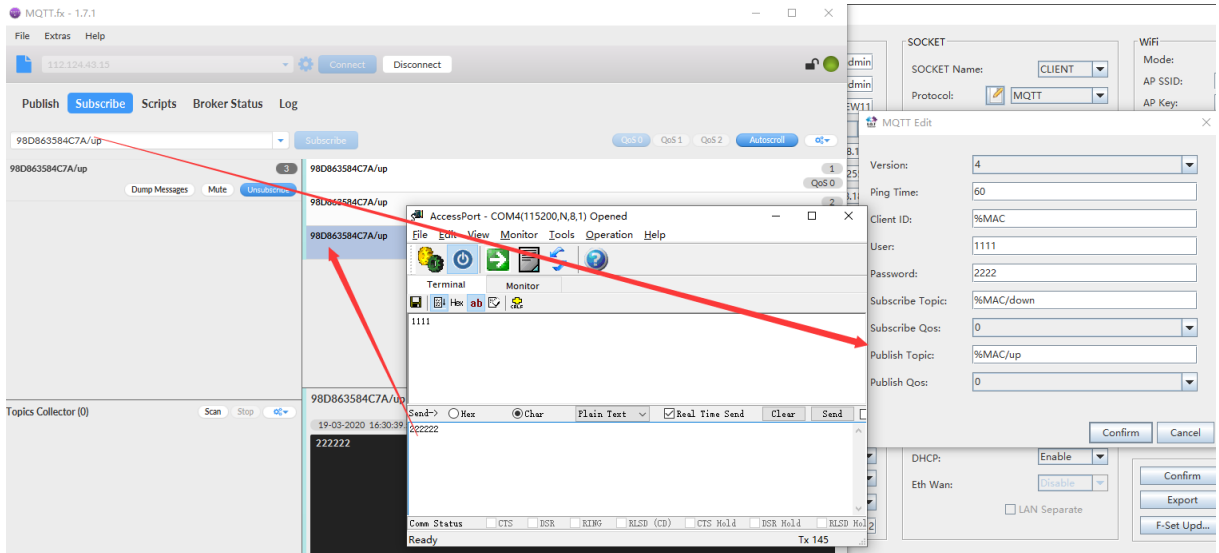 MQTT.fx - 1.7.1
File Extras Help
112.124.43.15
Connect Disconnect
Publish Subscribe Scripts Broker Status Log
98D863584C7A/up
Subscribe
QoS 0 QoS 1 QoS 2 Autoscroll
98D863584C7A/up 3
Dump Messages Mute Unsubscribe
98D863584C7A/up 1
QoS 0
98D863584C7A/up 2
98D863584C7A/up
Topics Collector (0) Scan Stop
98D863584C7A/up
19-03-2020 16:30:39.
222222
AccessPort - COM4(115200,N,8,1) Opened
File Edit View Monitor Tools Operation Help
Terminal Monitor
Hex ab
1111
Send-> Hex Char Plain Text Real Time Send Clear Send
222222
Comm Status CTS DSR RING RLSD (CD) CTS Hold DSR Hold RLSD Hol
Ready Tx 145
dmin
dmin
EW11
SOCKET
SOCKET Name: CLIENT
Protocol: MQTT
WiFi
Mode:
AP SSID:
AP Key:
MQTT Edit
Version: 4
Ping Time: 60
Client ID: %MAC
User: 1111
Password: 2222
Subscribe Topic: %MAC/down
Subscribe Qos: 0
Publish Topic: %MAC/up
Publish Qos: 0
Confirm Cancel
DHCP: Enable
Eth Wan: Disable
LAN Separate
Confirm
Export
F-Set Upd...